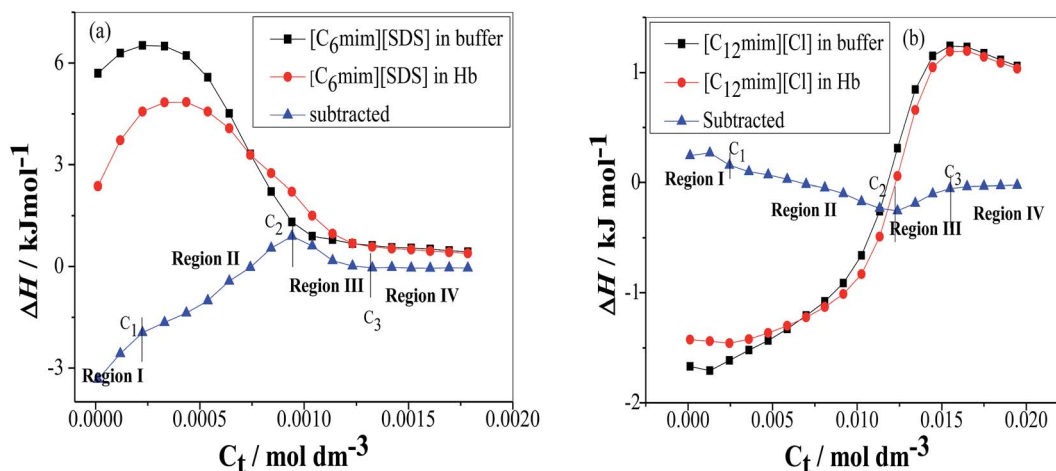 (a)
[C₆mim][SDS] in buffer
[C₆mim][SDS] in Hb
subtracted
6
3
0
-3
ΔH / kJmol⁻¹
C₁
C₂
C₃
Region I
Region II
Region III
Region IV
0.0000
0.0005
0.0010
0.0015
0.0020
Cₜ / mol dm⁻³
(b)
[C₁₂mim][Cl] in buffer
[C₁₂mim][Cl] in Hb
Subtracted
1
0
-1
-2
ΔH / kJ mol⁻¹
C₁
C₂
C₃
Region I
Region II
Region III
Region IV
0.000
0.005
0.010
0.015
0.020
Cₜ / mol dm⁻³